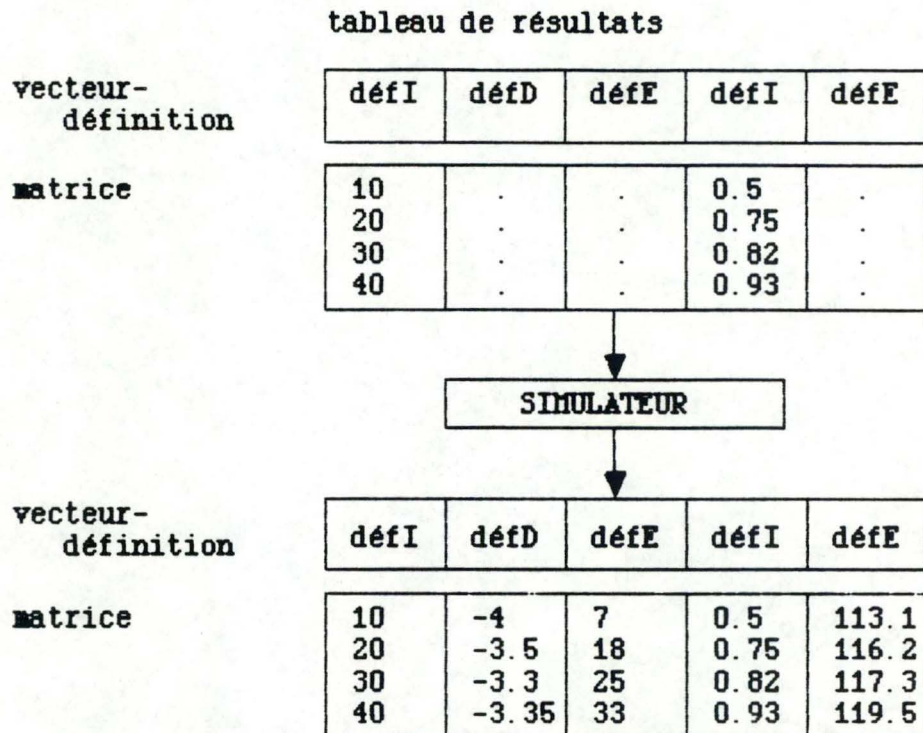 tableau de résultats
vecteur-
définition
défI défD défE défI défE
matrice
10 . . 0.5 .
20 . . 0.75 .
30 . . 0.82 .
40 . . 0.93 .
SIMULATEUR
vecteur-
définition
défI défD défE défI défE
matrice
10 -4 7 0.5 113.1
20 -3.5 18 0.75 116.2
30 -3.3 25 0.82 117.3
40 -3.35 33 0.93 119.5